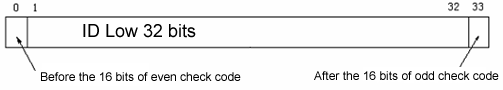 0 1 32 33
ID Low 32 bits
Before the 16 bits of even check code After the 16 bits of odd check code